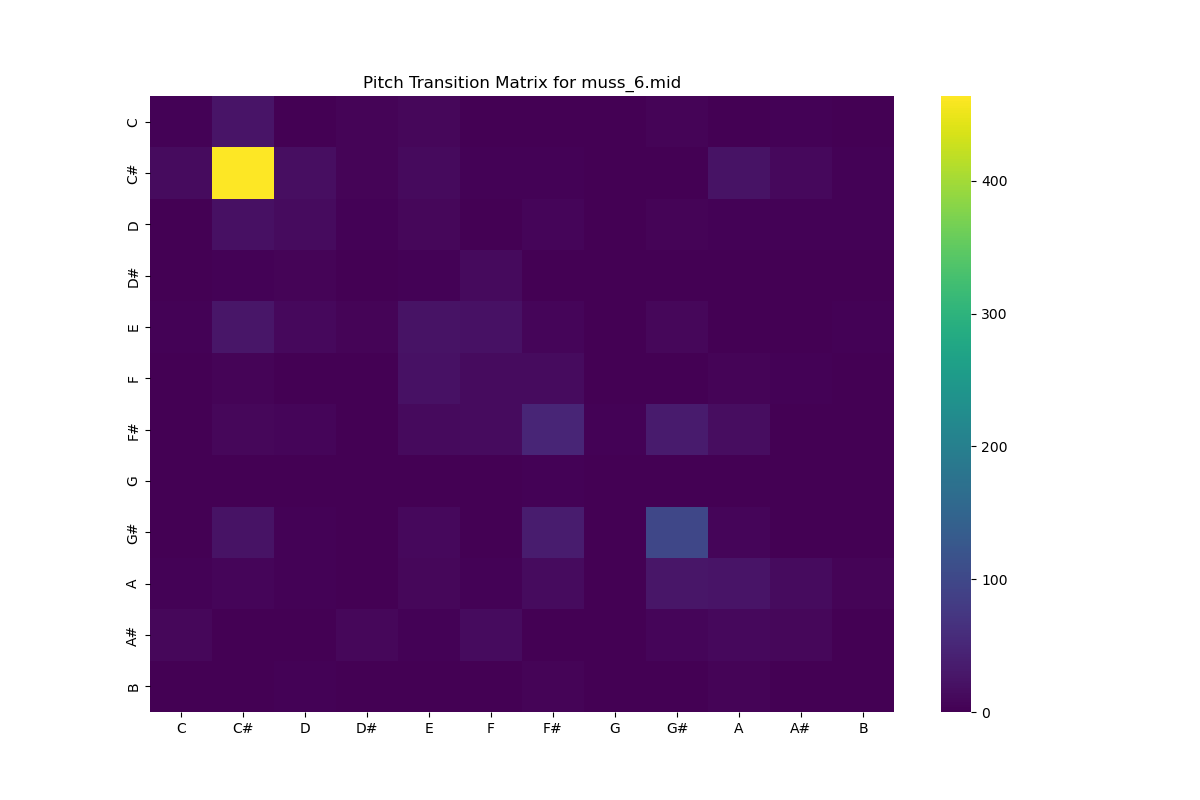 Pitch Transition Matrix for muss_6.mid
C
C#
D
D#
E
F
F#
G
G#
A
A#
B
C C# D D# E F F# G G# A A# B
400
300
200
100
0